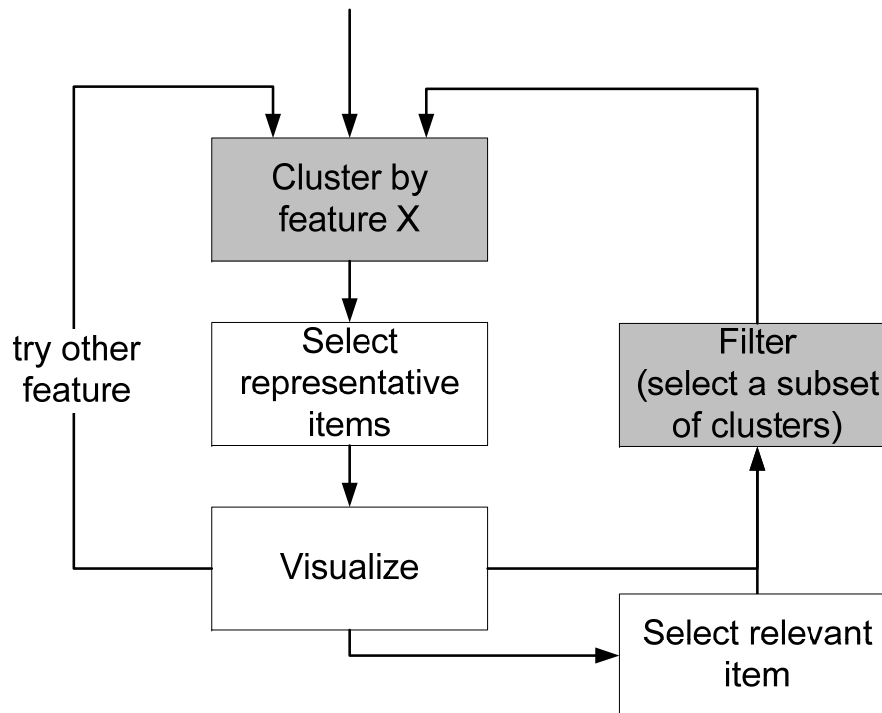 Cluster by
feature X
try other
feature
Select
representative
items
Filter
(select a subset
of clusters)
Visualize
Select relevant
item